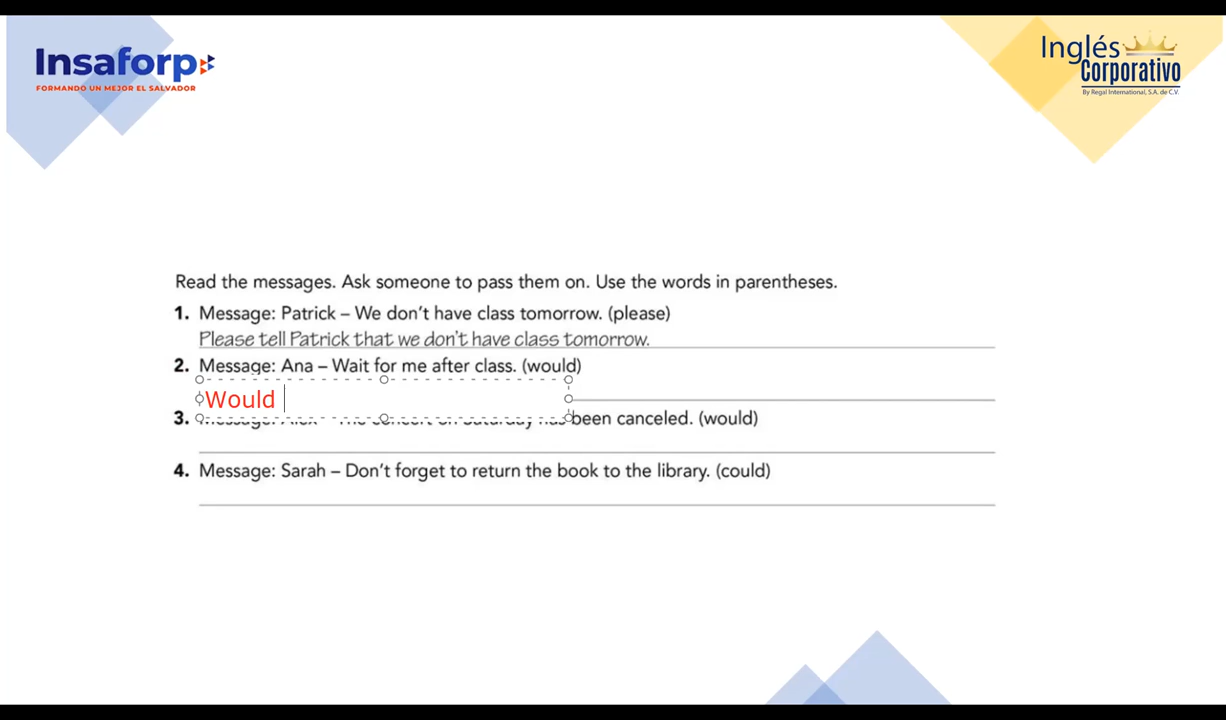 Insaforp
FORMANDO UN MEJOR EL SALVADOR
Inglés
Corporativo
By Regal International, S.A. de C.V.
Read the messages. Ask someone to pass them on. Use the words in parentheses.
1. Message: Patrick – We don't have class tomorrow. (please)
Please tell Patrick that we don't have class tomorrow.
2. Message: Ana – Wait for me after class. (would)
Would
3. been canceled. (would)
4. Message: Sarah – Don't forget to return the book to the library. (could)